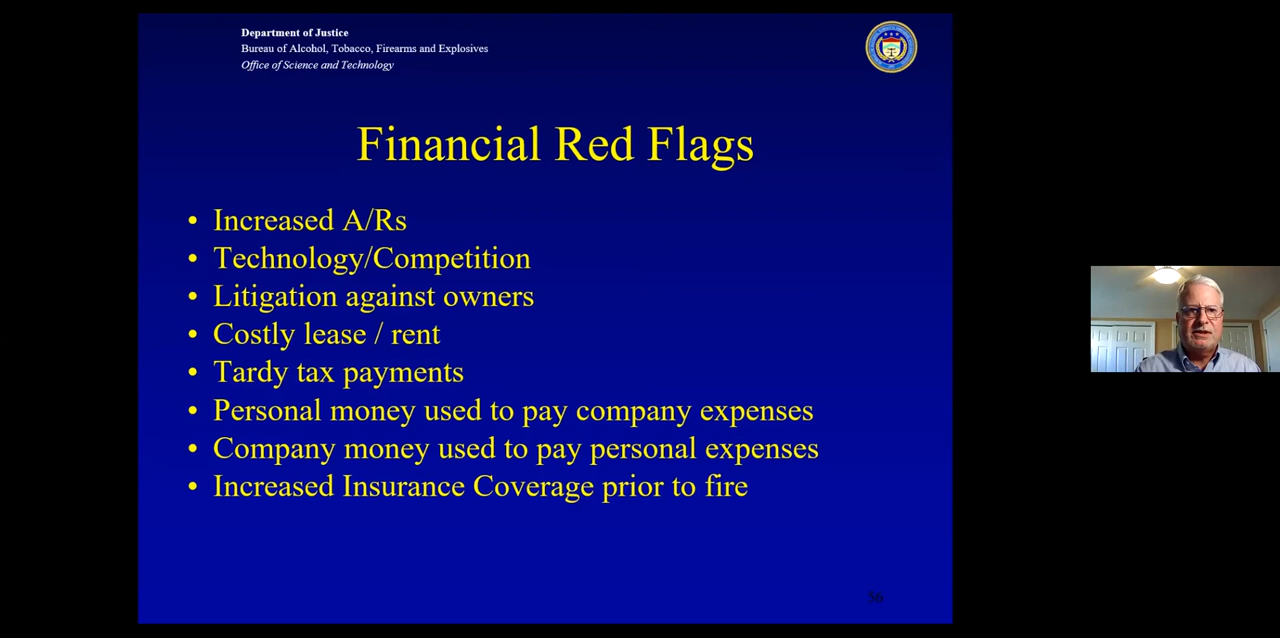 Department of Justice
Bureau of Alcohol, Tobacco, Firearms and Explosives
Office of Science and Technology
Financial Red Flags
• Increased A/Rs
• Technology/Competition
• Litigation against owners
• Costly lease / rent
• Tardy tax payments
• Personal money used to pay company expenses
• Company money used to pay personal expenses
• Increased Insurance Coverage prior to fire
56